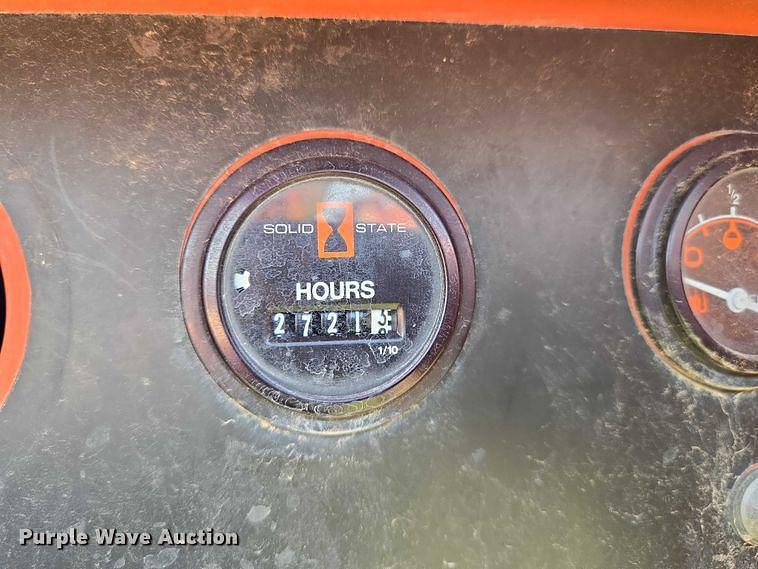 SOLID STATE
HOURS
2721
1/10
1/2
Purple Wave Auction